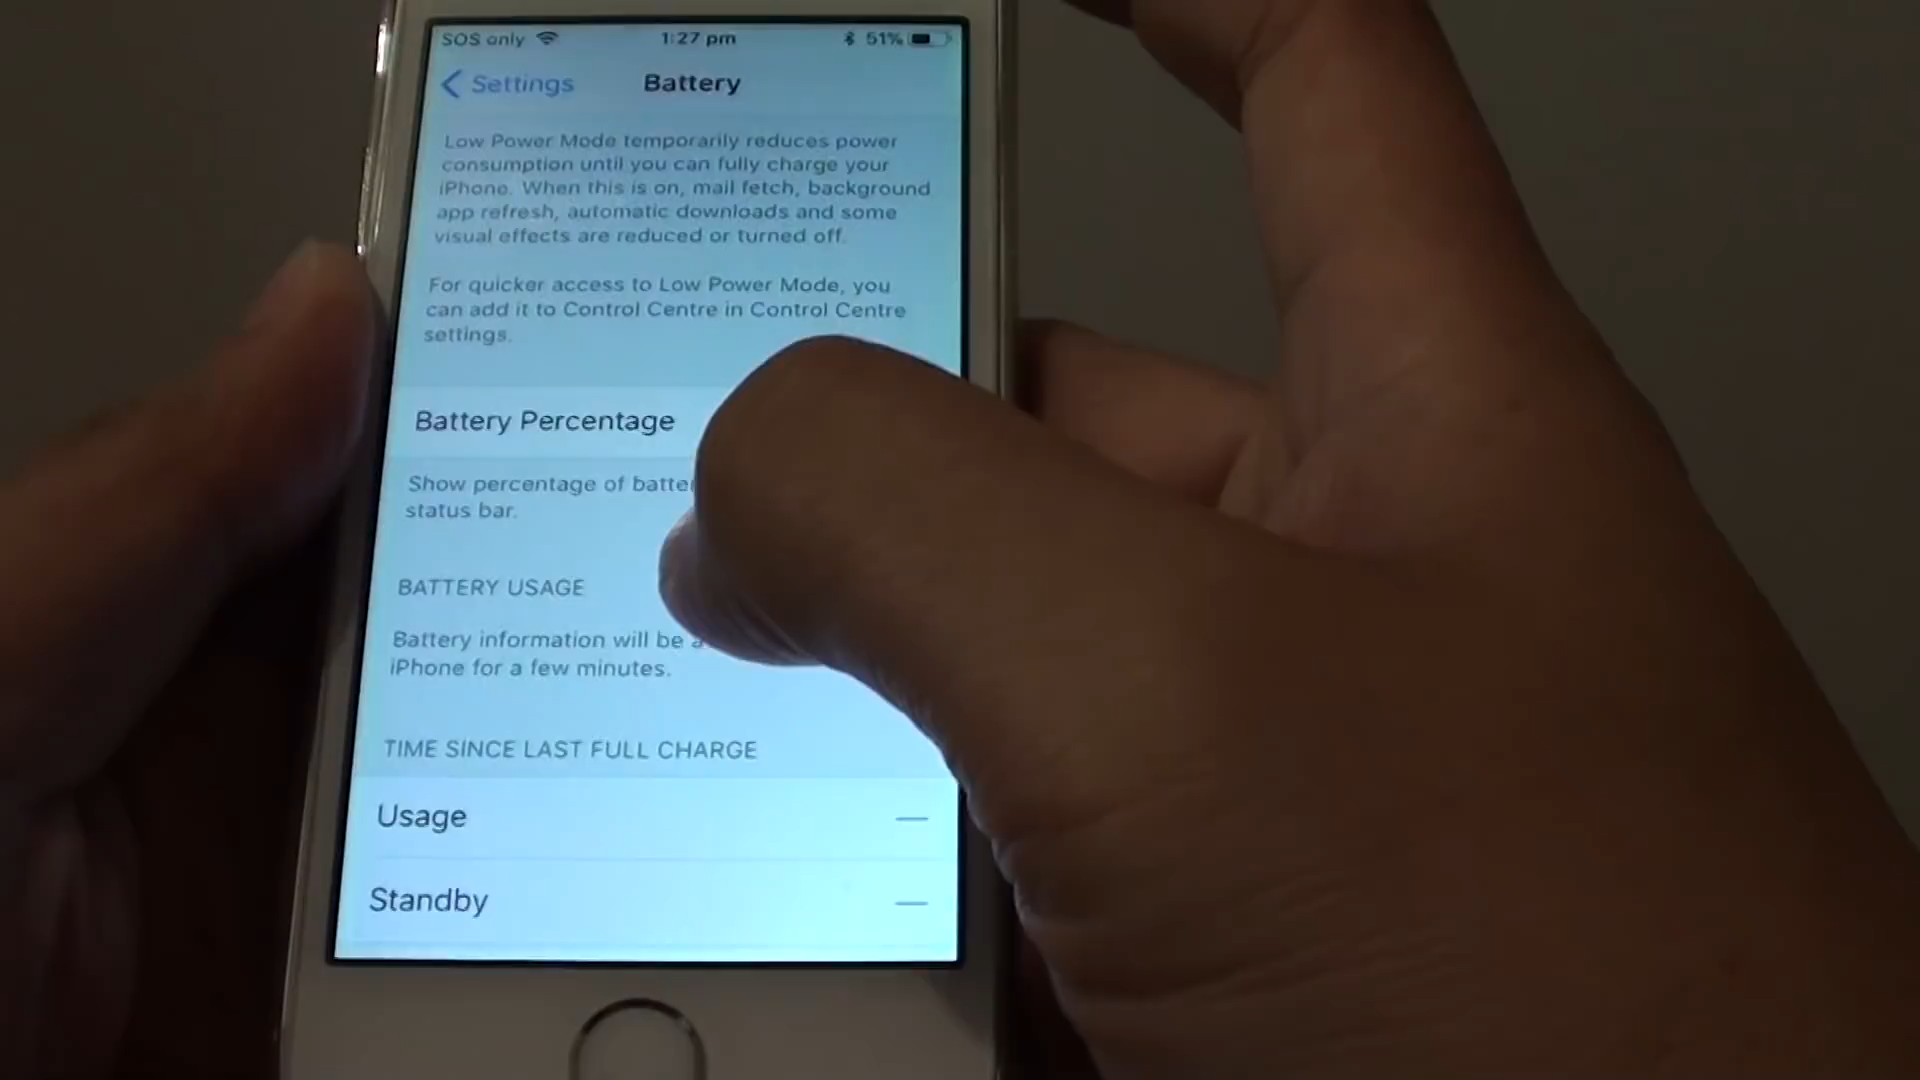 SOS only 1:27 pm 51%
Settings Battery
Low Power Mode temporarily reduces power
consumption until you can fully charge your
iPhone. When this is on, mail fetch, background
app refresh, automatic downloads and some
visual effects are reduced or turned off.
For quicker access to Low Power Mode, you
can add it to Control Centre in Control Centre
settings.
Battery Percentage
Show percentage of
status bar.
BATTERY USAGE
Battery information will be
iPhone for a few minutes.
TIME SINCE LAST FULL CHARGE
Usage —
Standby —